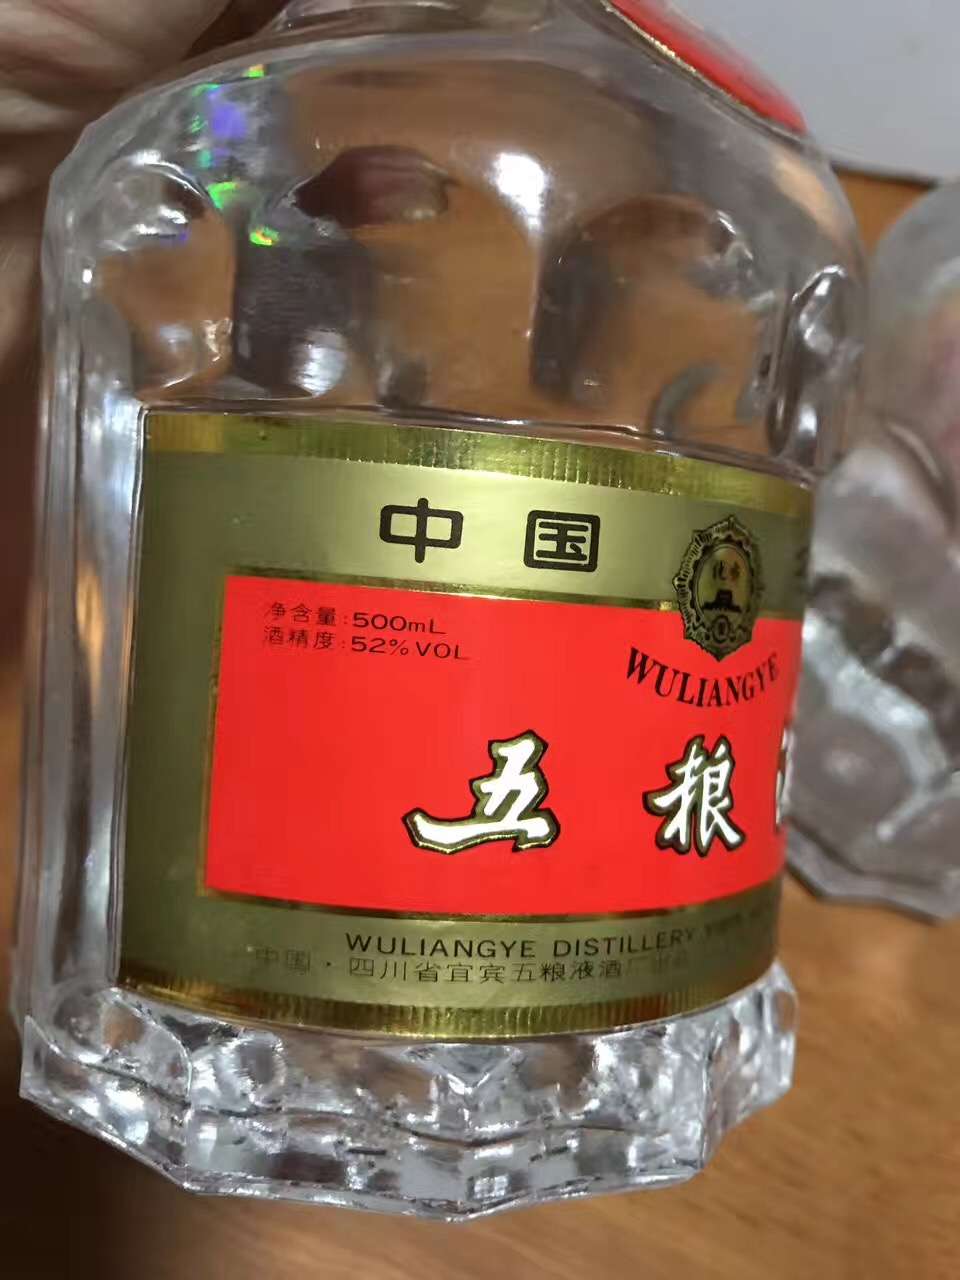 中国
净含量:500mL
酒精度:52%VOL
WULIANGYE
五粮
WULIANGYE DISTILLERY
中国·四川省宜宾五粮液酒厂出品